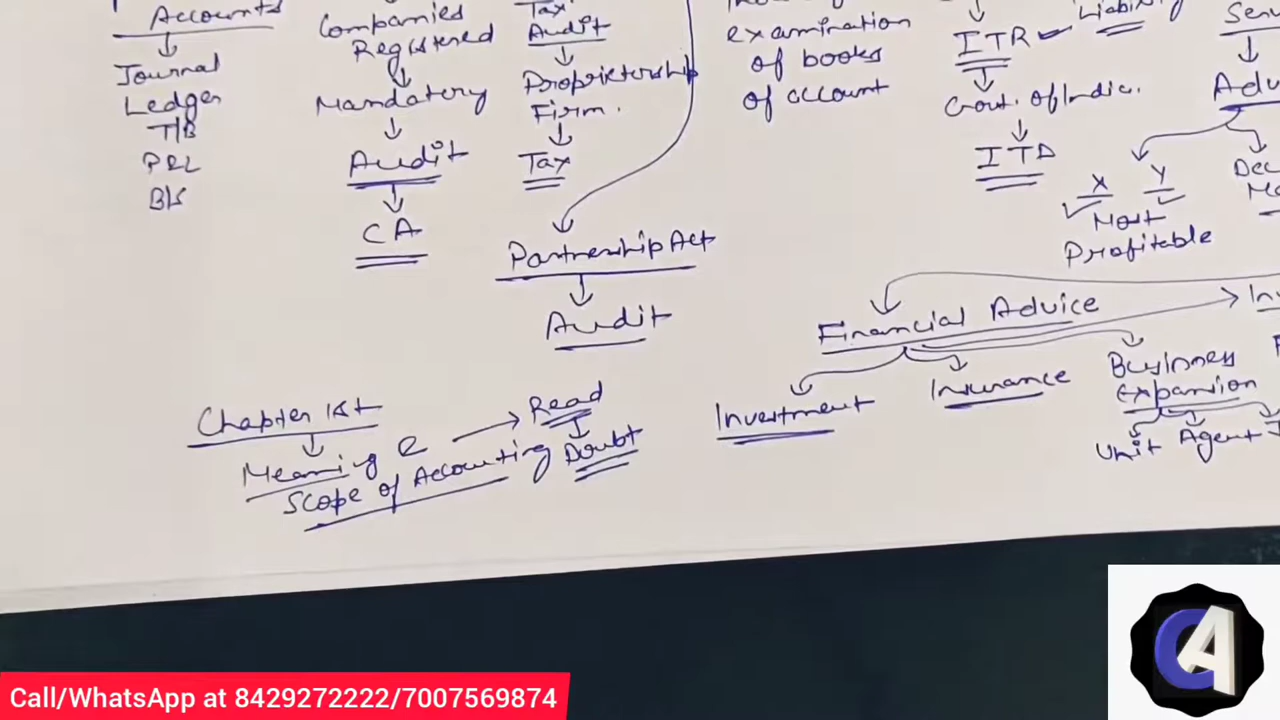 Accounts
Journal
Ledger
T/B
P&L
B/S
Companies
Registered
Mandatory
Audit
CA
Tax
Audit
Proprietorship
Firm.
Tax
Partnership Act
Audit
examination
of books
of account
Liability
ITR
Govt. of India.
ITD
X Y
Most
Profitable
Financial Advice
Investment
Insurance
Business
Expansion
Unit Agent
Chapter 1st
Meaning &
Scope of Accounting
Read
Doubt
CA
Call/WhatsApp at 8429272222/7007569874